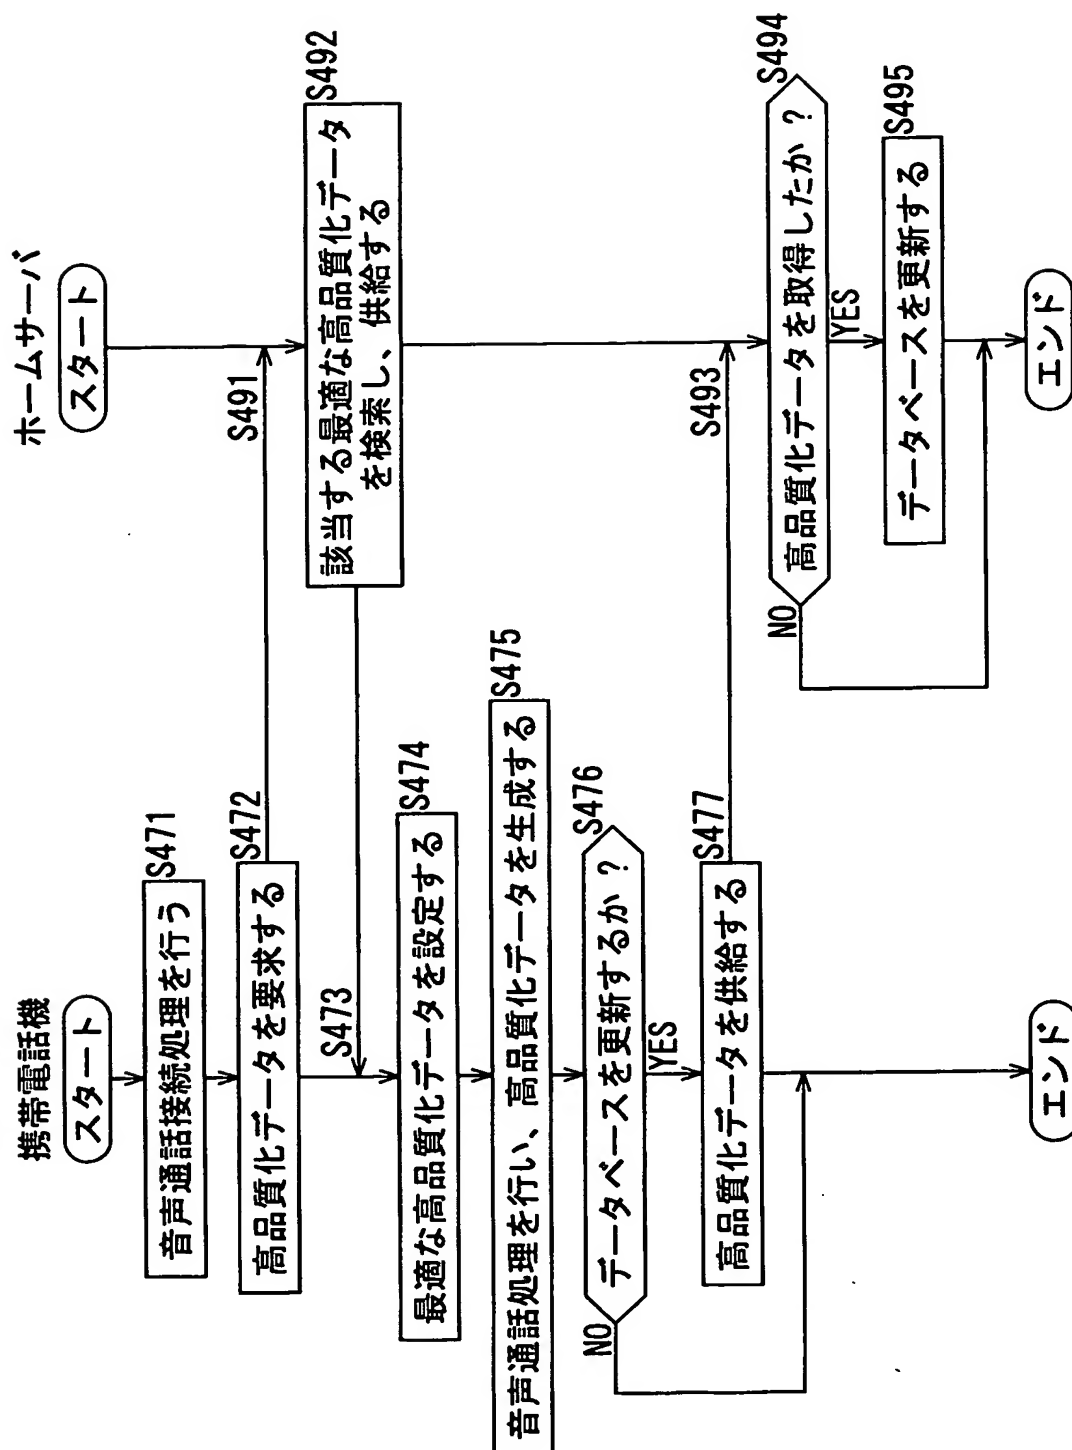 携帯電話機
スタート
音声通話接続処理を行う
S471
高品質化データを要求する
S472
S473
最適な高品質化データを設定する
S474
音声通話処理を行い、高品質化データを生成する
S475
データベースを更新するか？
S476
NO
YES
高品質化データを供給する
S477
エンド
ホームサーバ
スタート
S491
該当する最適な高品質化データ
を検索し、供給する
S492
S493
高品質化データを取得したか？
S494
NO
YES
データベースを更新する
S495
エンド